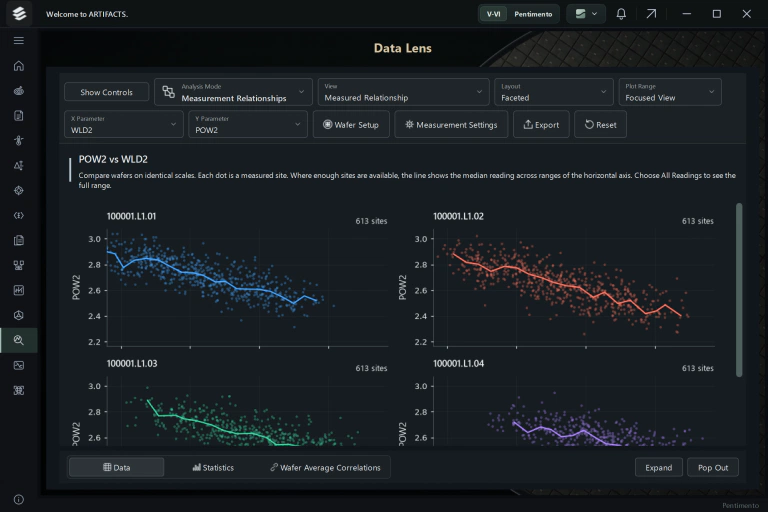 Welcome to ARTIFACTS.
V-VI Pentimento
Data Lens
Show Controls
Analysis Mode
Measurement Relationships
View
Measured Relationship
Layout
Faceted
Plot Range
Focused View
X Parameter
WLD2
Y Parameter
POW2
Wafer Setup
Measurement Settings
Export
Reset
POW2 vs WLD2
Compare wafers on identical scales. Each dot is a measured site. Where enough sites are available, the line shows the median reading across ranges of the horizontal axis. Choose All Readings to see the
full range.
100001.L1.01
613 sites
3.0
2.8
2.6
2.4
2.2
POW2
100001.L1.02
613 sites
3.0
2.8
2.6
2.4
2.2
POW2
100001.L1.03
613 sites
3.0
2.8
2.6
POW2
100001.L1.04
613 sites
3.0
2.8
2.6
POW2
Data
Statistics
Wafer Average Correlations
Expand
Pop Out
Pentimento